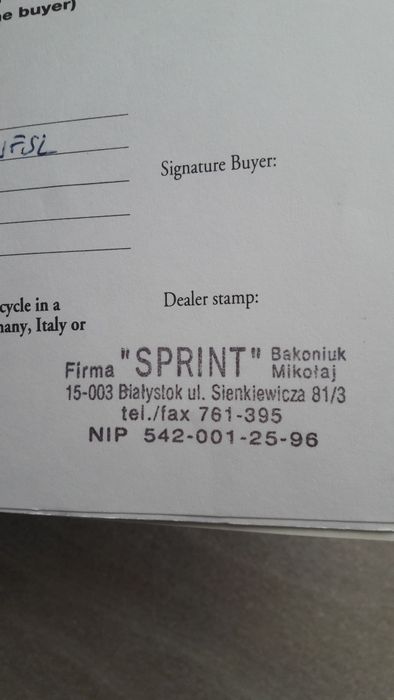 e buyer)
Signature Buyer:
cycle in a
many, Italy or
Dealer stamp:
Firma "SPRINT" Bakoniuk Mikołaj
15-003 Białystok ul. Sienkiewicza 81/3
tel./fax 761-395
NIP 542-001-25-96